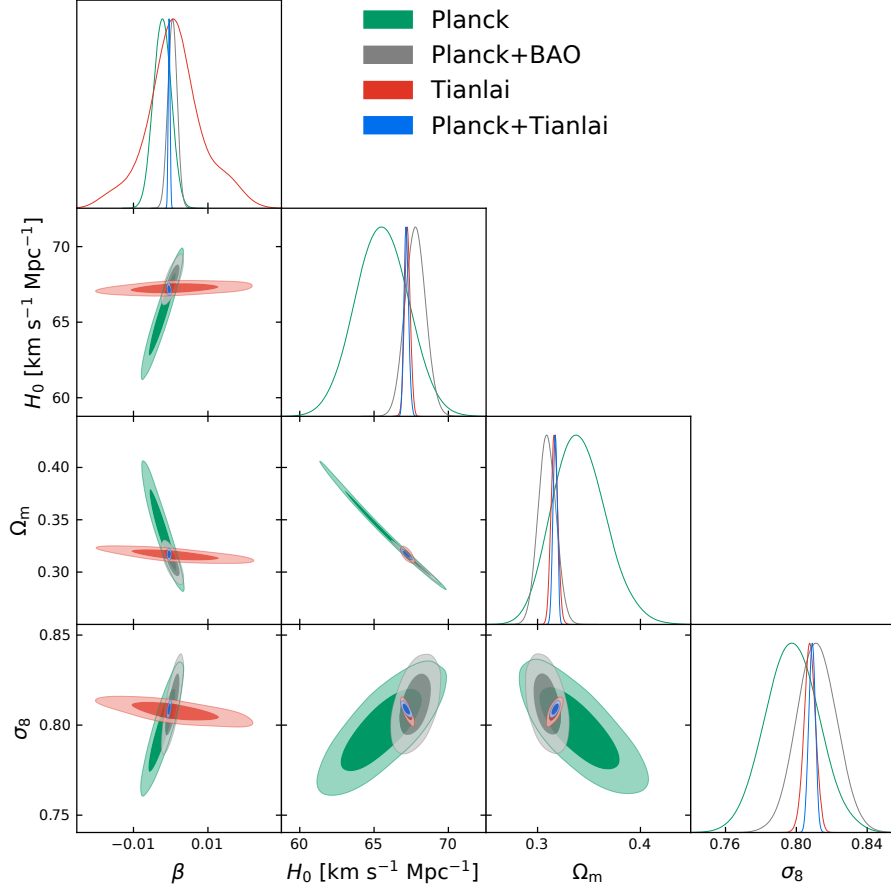 Planck
Planck+BAO
Tianlai
Planck+Tianlai
H₀ [km s⁻¹ Mpc⁻¹]
70
65
60
Ωₘ
0.40
0.35
0.30
σ₈
0.85
0.80
0.75
−0.01 0.01
60 65 70
0.3 0.4
0.76 0.80 0.84
β
H₀ [km s⁻¹ Mpc⁻¹]
Ωₘ
σ₈